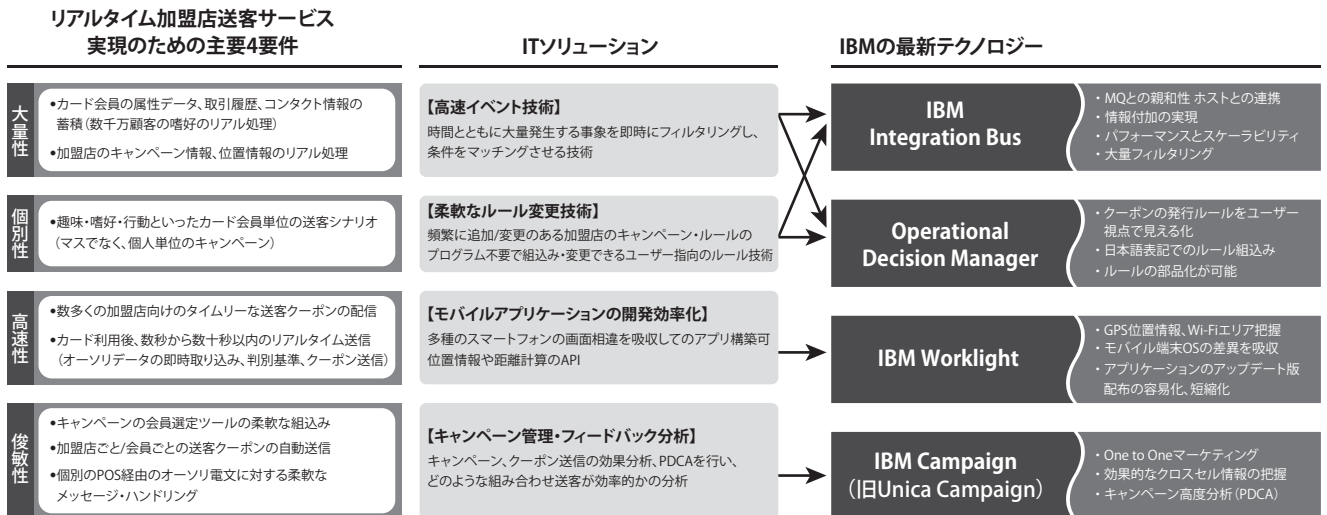 リアルタイム加盟店送客サービス
実現のための主要4要件
大量性
•カード会員の属性データ、取引履歴、コンタクト情報の
蓄積（数千万顧客の嗜好のリアル処理）
•加盟店のキャンペーン情報、位置情報のリアル処理
個別性
•趣味・嗜好・行動といったカード会員単位の送客シナリオ
（マスでなく、個人単位のキャンペーン）
高速性
•数多くの加盟店向けのタイムリーな送客クーポンの配信
•カード利用後、数秒から数十秒以内のリアルタイム送信
（オーソリデータの即時取り込み、判別基準、クーポン送信）
俊敏性
•キャンペーンの会員選定ツールの柔軟な組込み
•加盟店ごと/会員ごとの送客クーポンの自動送信
•個別のPOS経由のオーソリ電文に対する柔軟な
メッセージ・ハンドリング
ITソリューション
【高速イベント技術】
時間とともに大量発生する事象を即時にフィルタリングし、
条件をマッチングさせる技術
【柔軟なルール変更技術】
頻繁に追加/変更のある加盟店のキャンペーン・ルールの
プログラム不要で組込み・変更できるユーザー指向のルール技術
【モバイルアプリケーションの開発効率化】
多種のスマートフォンの画面相違を吸収してのアプリ構築可
位置情報や距離計算のAPI
【キャンペーン管理・フィードバック分析】
キャンペーン、クーポン送信の効果分析、PDCAを行い、
どのような組み合わせ送客が効率的かの分析
IBMの最新テクノロジー
IBM
Integration Bus
・MQとの親和性 ホストとの連携
・情報付加の実現
・パフォーマンスとスケーラビリティ
・大量フィルタリング
Operational
Decision Manager
・クーポンの発行ルールをユーザー
視点で見える化
・日本語表記でのルール組込み
・ルールの部品化が可能
IBM Worklight
・GPS位置情報、Wi-Fiエリア把握
・モバイル端末OSの差異を吸収
・アプリケーションのアップデート版
配布の容易化、短縮化
IBM Campaign
（旧Unica Campaign）
・One to Oneマーケティング
・効果的なクロスセル情報の把握
・キャンペーン高度分析（PDCA）